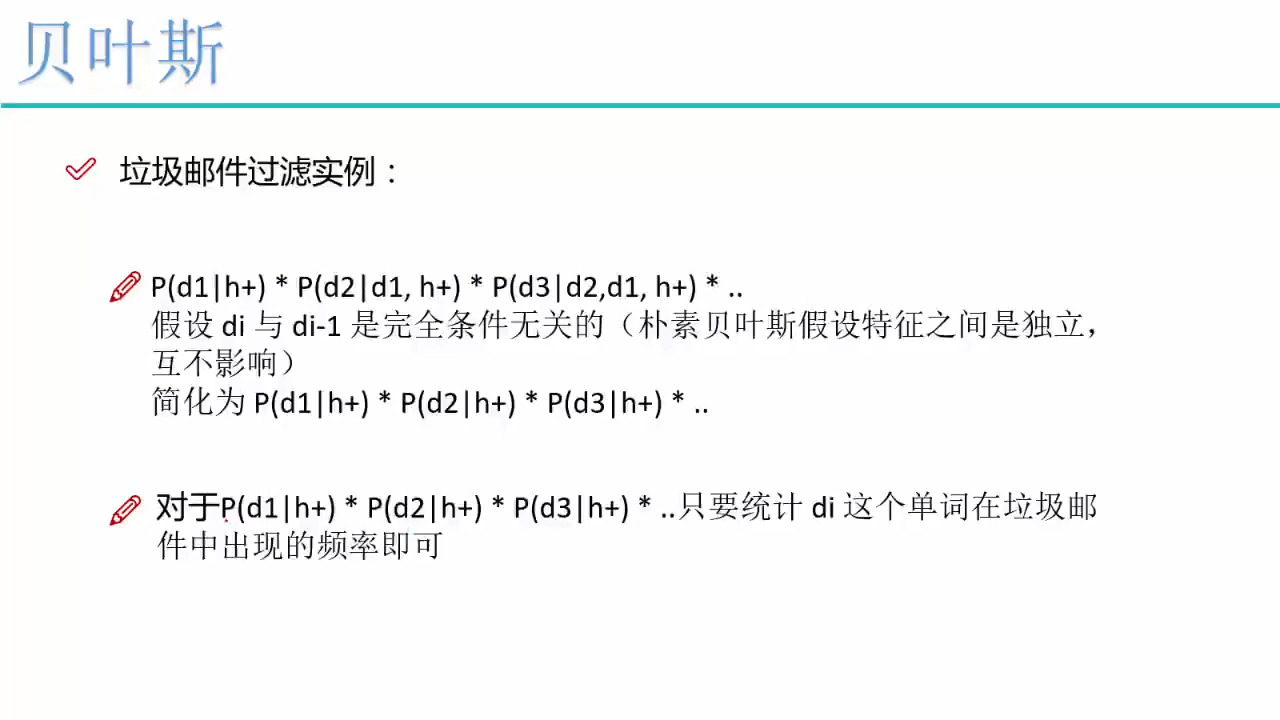 贝叶斯
垃圾邮件过滤实例：
P(d1|h+) * P(d2|d1, h+) * P(d3|d2,d1, h+) * ..
假设 di 与 di-1 是完全条件无关的（朴素贝叶斯假设特征之间是独立，
互不影响）
简化为 P(d1|h+) * P(d2|h+) * P(d3|h+) * ..
对于P(d1|h+) * P(d2|h+) * P(d3|h+) * ..只要统计 di 这个单词在垃圾邮
件中出现的频率即可